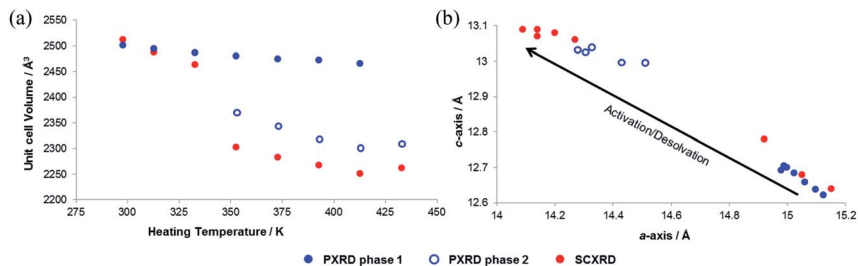 (a)
Unit cell Volume / Å³
2550
2500
2450
2400
2350
2300
2250
2200
275
300
325
350
375
400
425
450
Heating Temperature / K
(b)
c-axis / Å
13.1
13
12.9
12.8
12.7
12.6
14
14.2
14.4
14.6
14.8
15
15.2
a-axis / Å
Activation/Desolvation
PXRD phase 1
PXRD phase 2
SCXRD